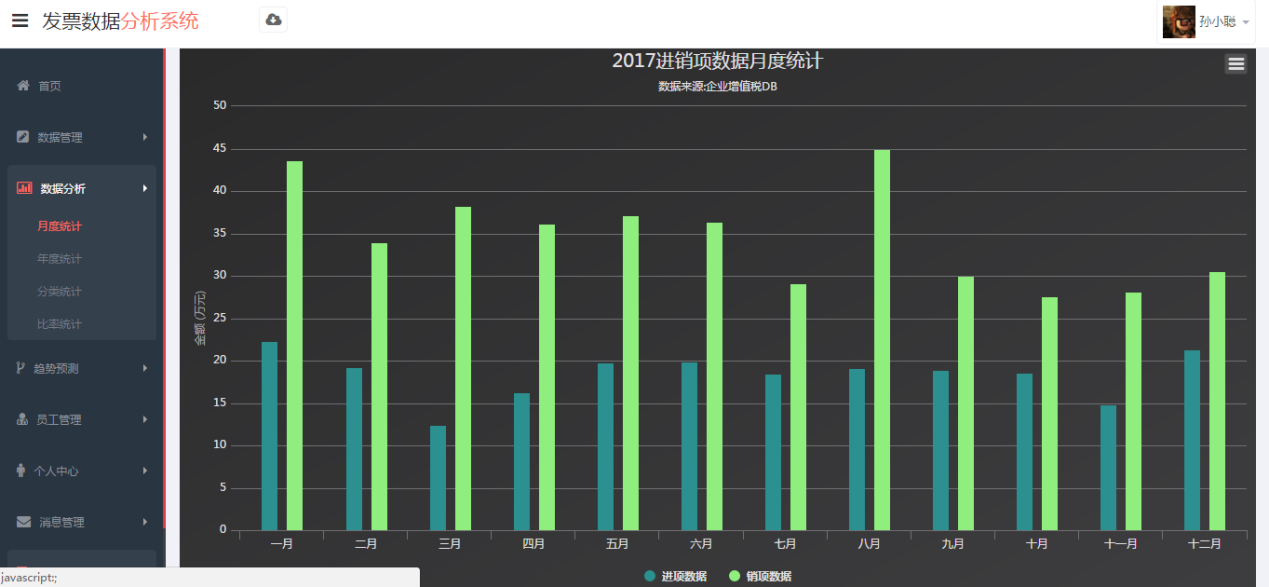 发票数据分析系统
孙小聪
首页
数据管理
数据分析
月度统计
年度统计
分类统计
比率统计
趋势预测
员工管理
个人中心
消息管理
javascript:;
2017进销项数据月度统计
数据来源:企业增值税DB
金额 (万元)
50
45
40
35
30
25
20
15
10
5
0
一月 二月 三月 四月 五月 六月 七月 八月 九月 十月 十一月 十二月
进项数据 销项数据